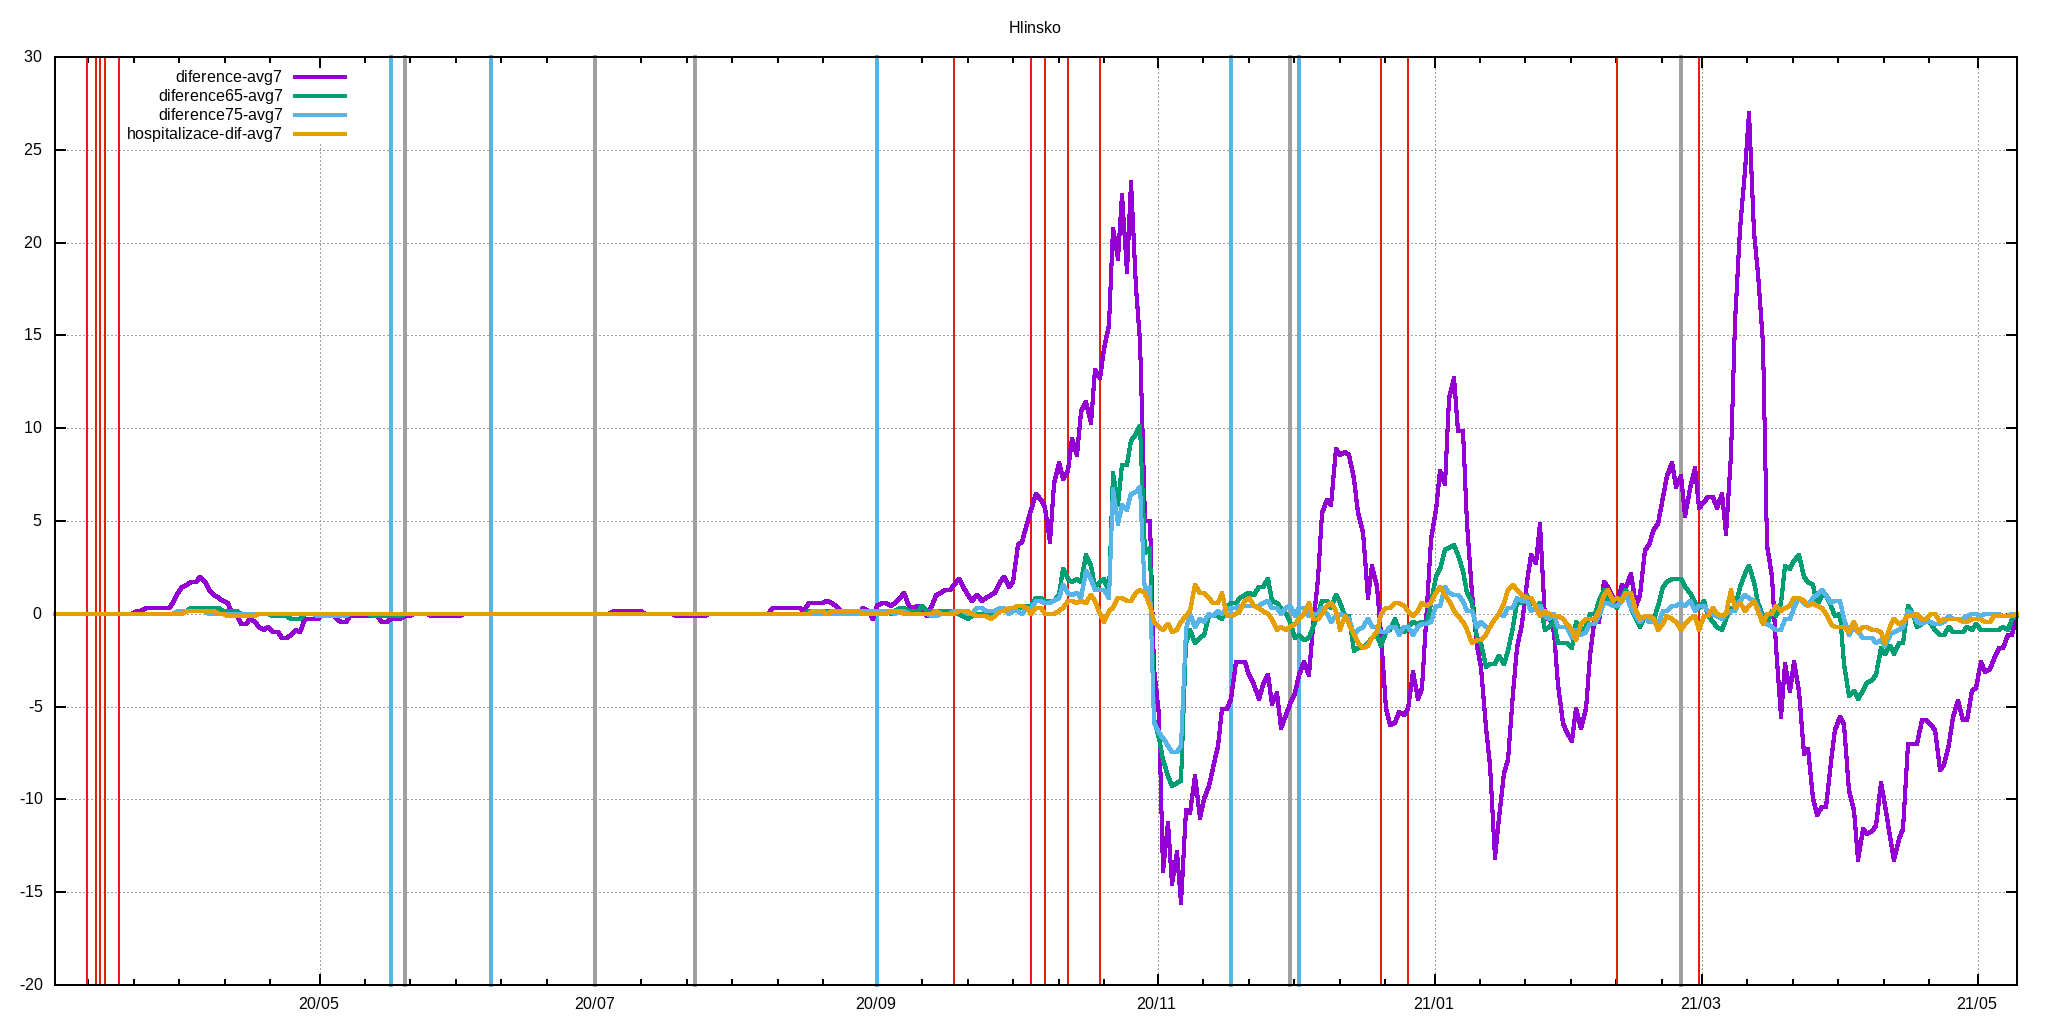 Hlinsko
30
25
20
15
10
5
0
-5
-10
-15
-20
diference-avg7
diference65-avg7
diference75-avg7
hospitalizace-dif-avg7
20/05 20/07 20/09 20/11 21/01 21/03 21/05